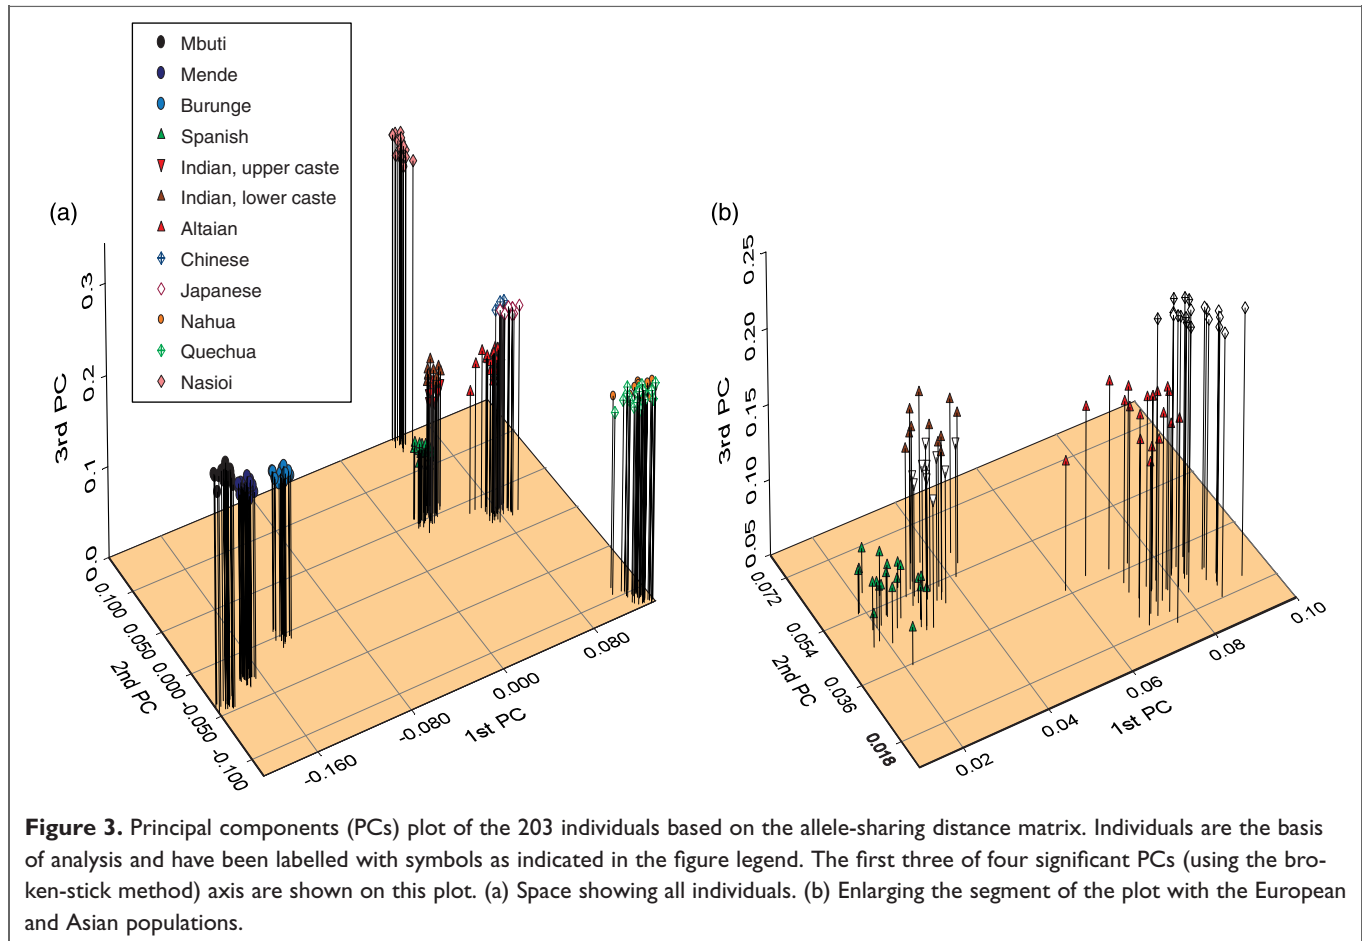 Mbuti
Mende
Burunge
Spanish
Indian, upper caste
Indian, lower caste
Altaian
Chinese
Japanese
Nahua
Quechua
Nasioi
(a)
3rd PC
0.3
0.2
0.1
0.0
0.100
0.050
0.000
-0.050
-0.100
2nd PC
-0.160
-0.080
0.000
0.080
1st PC
(b)
3rd PC
0.25
0.20
0.15
0.10
0.05
0.072
0.054
0.036
0.018
2nd PC
0.02
0.04
0.06
0.08
0.10
1st PC
Figure 3. Principal components (PCs) plot of the 203 individuals based on the allele-sharing distance matrix. Individuals are the basis
of analysis and have been labelled with symbols as indicated in the figure legend. The first three of four significant PCs (using the bro-
ken-stick method) axis are shown on this plot. (a) Space showing all individuals. (b) Enlarging the segment of the plot with the European
and Asian populations.